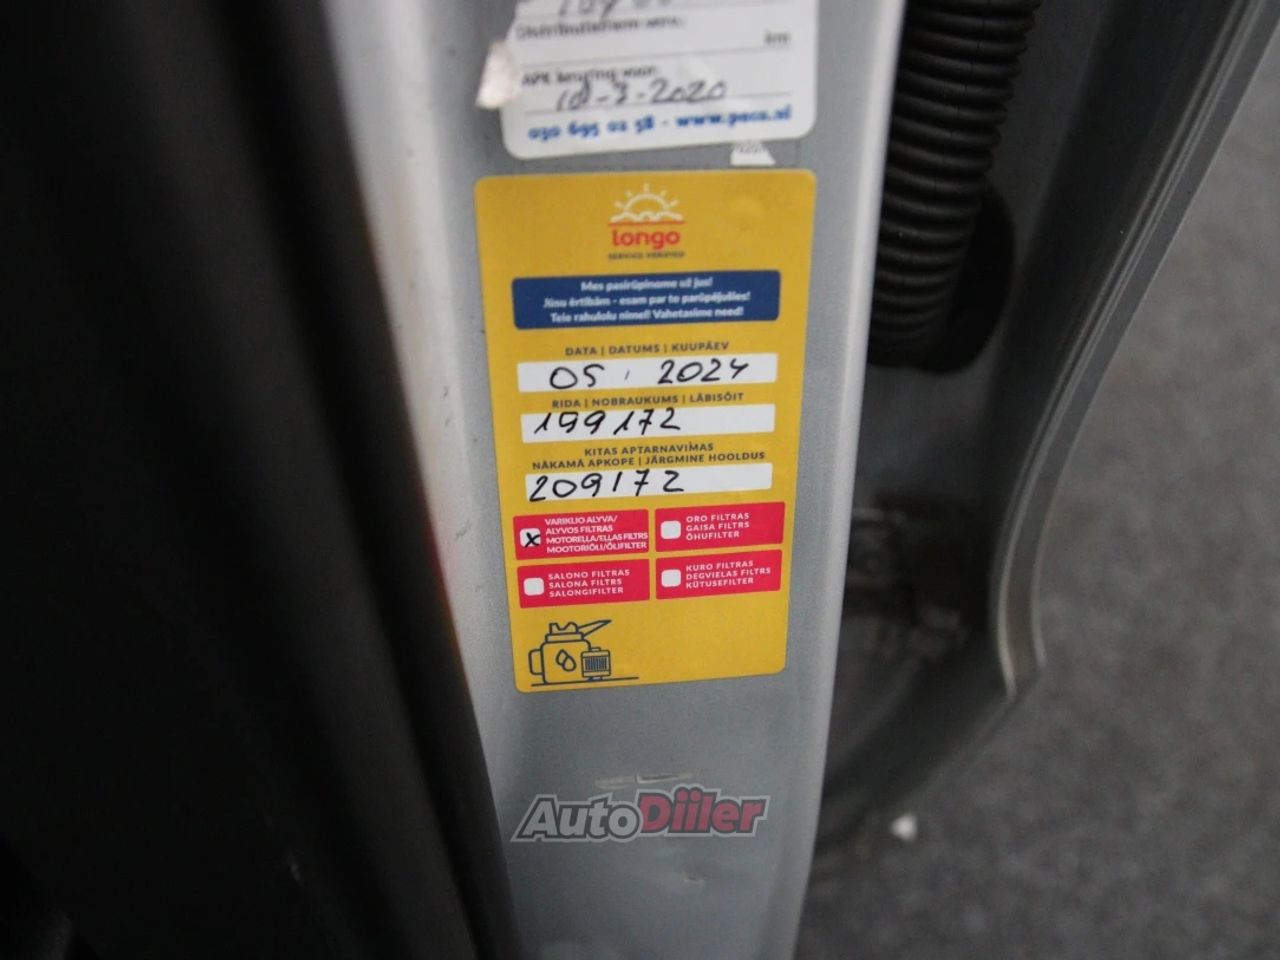 Distributieriem verv.
km
APK keuring voor:
10-3-2020
030 695 02 58 - www.pecs.nl
longo
SERVICE VERIFIED
Mes pasirūpinome už jus!
Jūsu ērtībām - esam par to parūpējušies!
Teie rahulolu nimel! Vahetasime need!
DATA | DATUMS | KUUPÄEV
05. 2024
RIDA | NOBRAUKUMS | LÄBISÕIT
199172
KITAS APTARNAVIMAS
NĀKAMĀ APKOPE | JÄRGMINE HOOLDUS
209172
VARIKLIO ALYVA/
ALYVOS FILTRAS
MOTOREĻĻA/EĻĻAS FILTRS
MOOTORIÕLI/ÕLIFILTER
x
ORO FILTRAS
GAISA FILTRS
ÕHUFILTER
SALONO FILTRAS
SALONA FILTRS
SALONGIFILTER
KURO FILTRAS
DEGVIELAS FILTRS
KÜTUSEFILTER
AutoDiiler